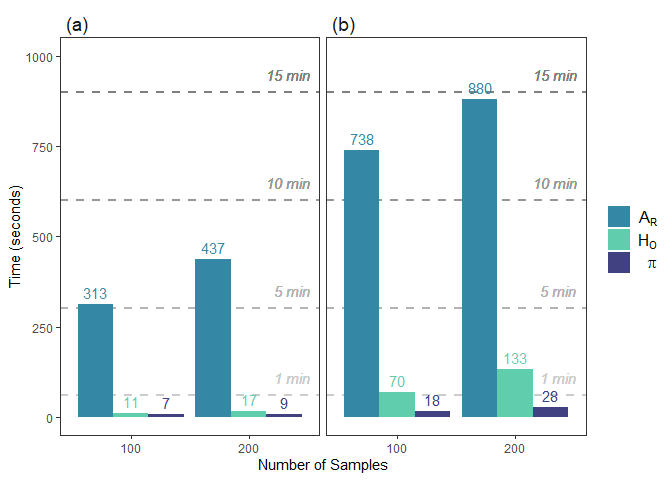 (a) (b)
1000
750
500
250
0
Time (seconds)
15 min
10 min
5 min
1 min
313
11
7
437
17
9
100
200
15 min
10 min
5 min
1 min
738
70
18
880
133
28
100
200
Number of Samples
A_R
H_O
π